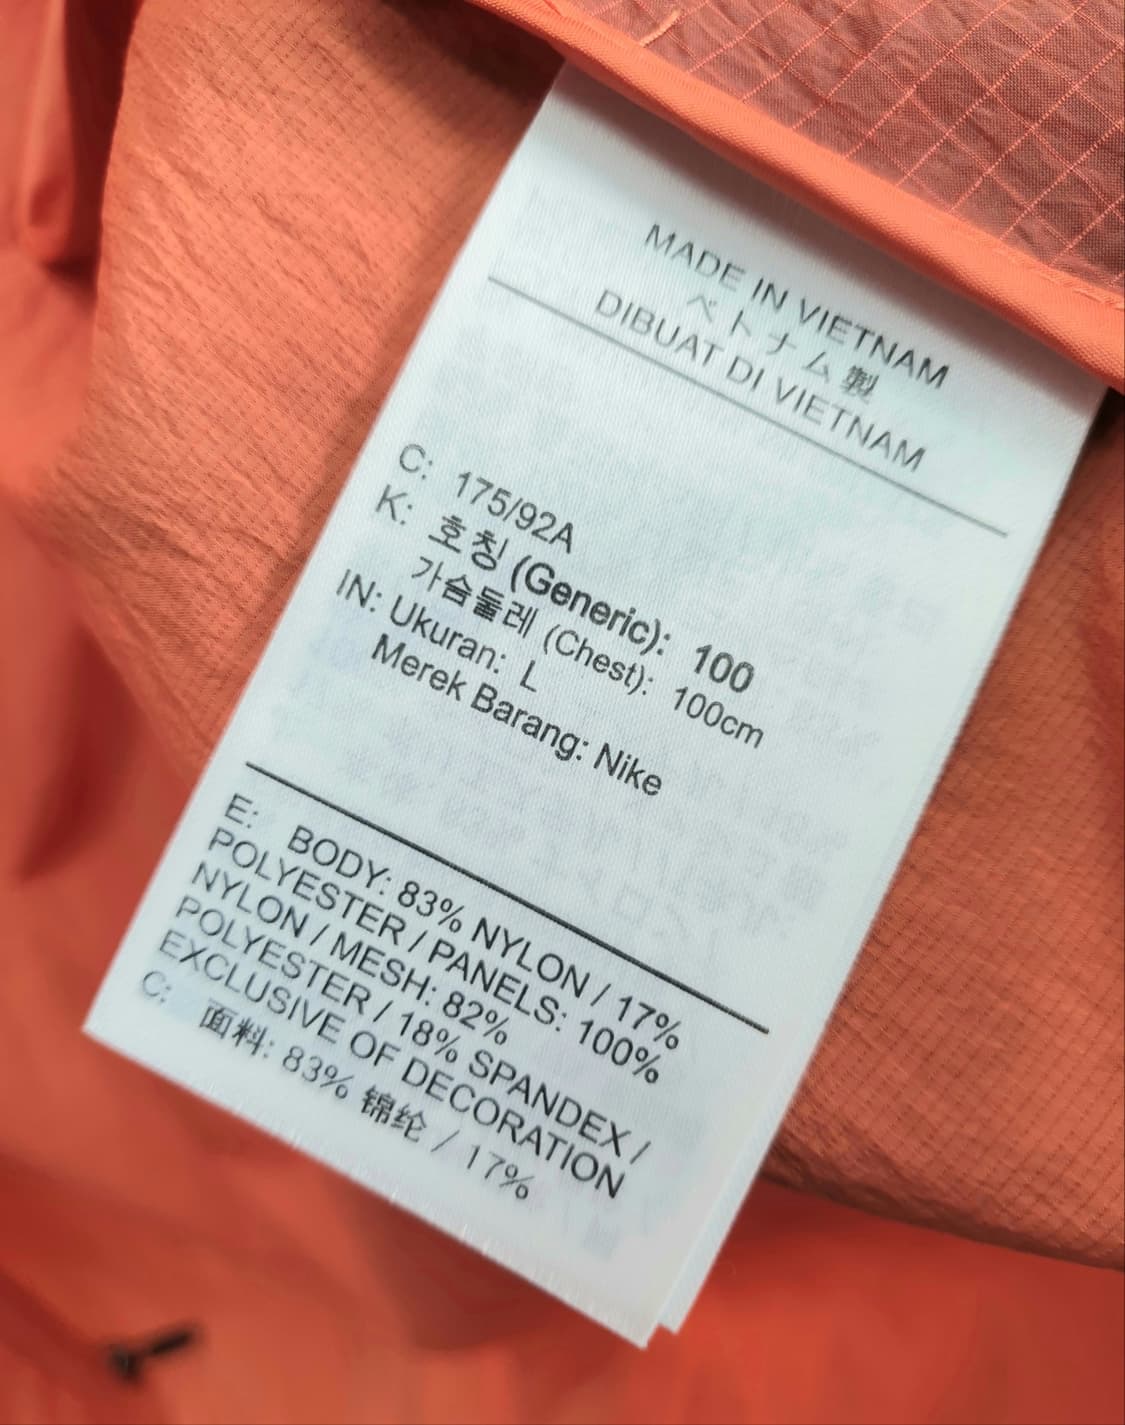 MADE IN VIETNAM
ベトナム製
DIBUAT DI VIETNAM
C: 175/92A
K: 호칭 (Generic): 100
가슴둘레 (Chest): 100cm
IN: Ukuran: L
Merek Barang: Nike
E: BODY: 83% NYLON / 17%
POLYESTER / PANELS: 100%
NYLON / MESH: 82%
POLYESTER / 18% SPANDEX /
EXCLUSIVE OF DECORATION
C: 面料: 83% 锦纶 / 17%